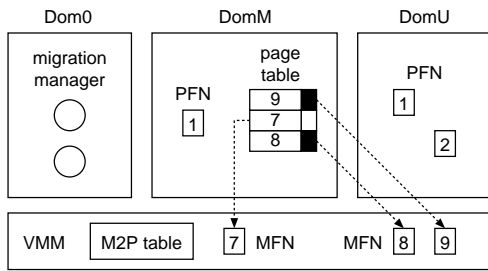 Dom0
DomM
DomU
migration
manager
page
table
PFN
1
9
7
8
PFN
1
2
VMM
M2P table
7
MFN
MFN
8
9